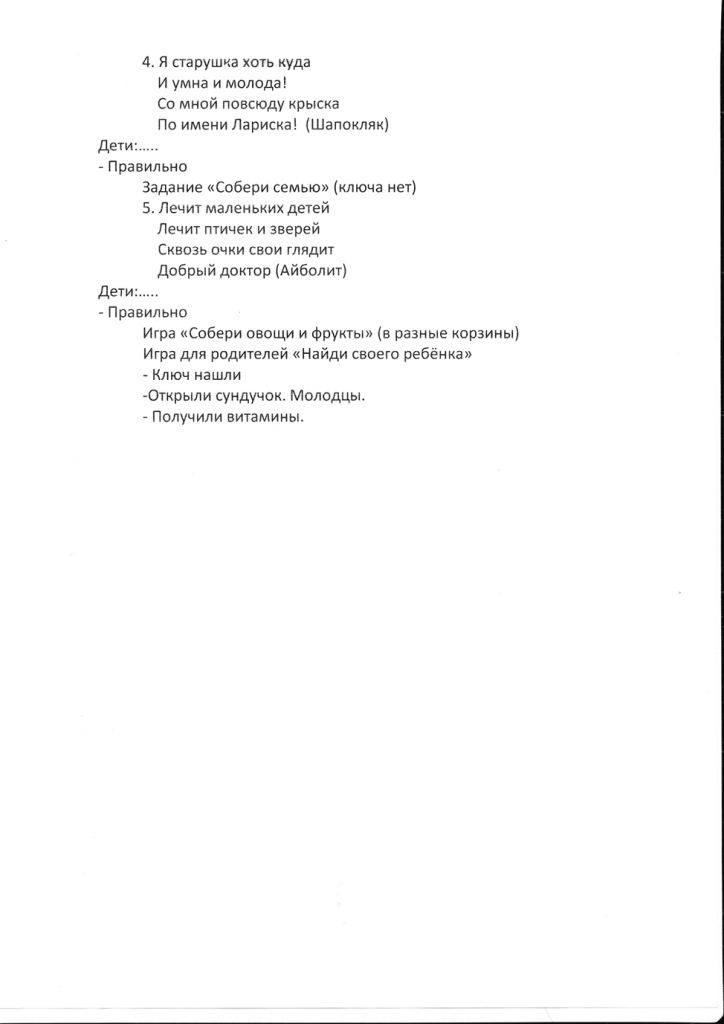 4. Я старушка хоть куда
И умна и молода!
Со мной повсюду крыска
По имени Лариска!  (Шапокляк)
Дети:.....
- Правильно
Задание «Собери семью» (ключа нет)
5. Лечит маленьких детей
Лечит птичек и зверей
Сквозь очки свои глядит
Добрый доктор (Айболит)
Дети:.....
- Правильно
Игра «Собери овощи и фрукты» (в разные корзины)
Игра для родителей «Найди своего ребёнка»
- Ключ нашли
-Открыли сундучок. Молодцы.
- Получили витамины.